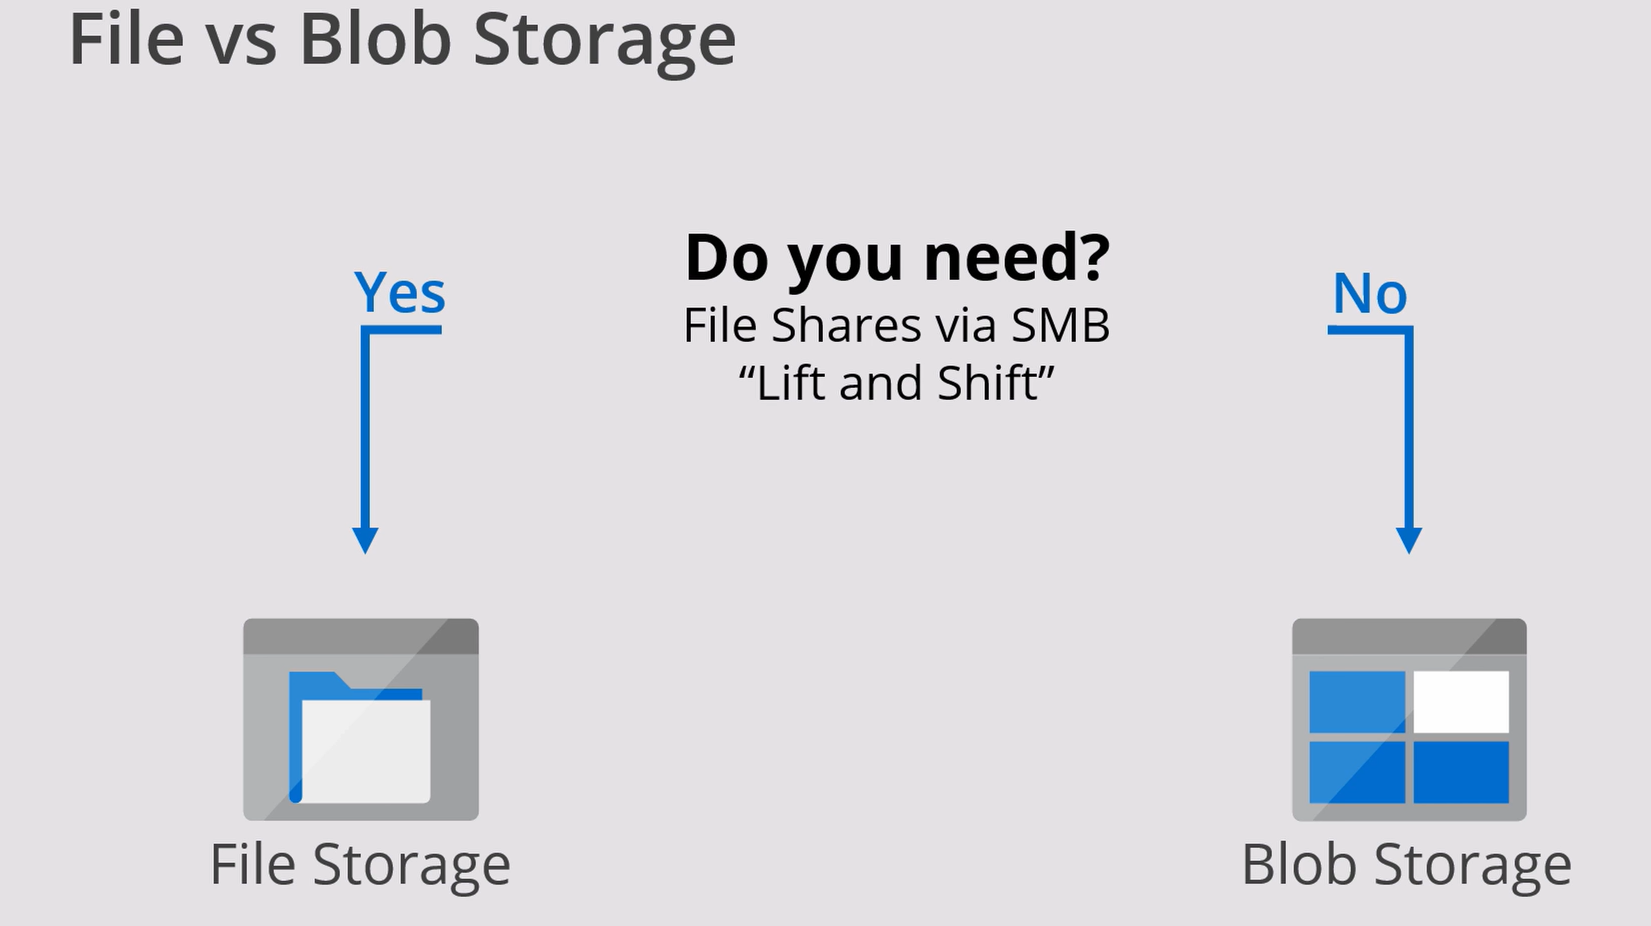 File vs Blob Storage
Do you need?
Yes
No
File Shares via SMB
“Lift and Shift”
File Storage
Blob Storage